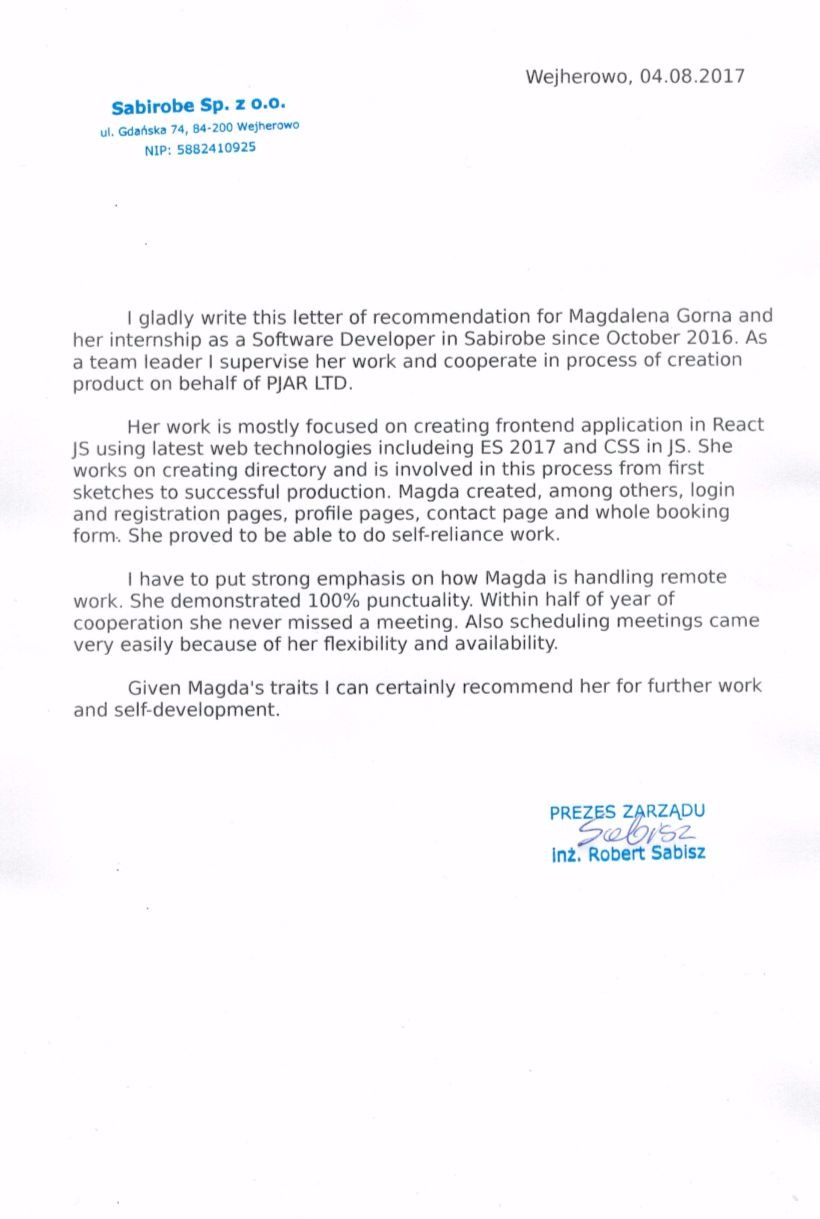 Wejherowo, 04.08.2017
Sabirobe Sp. z o.o.
ul. Gdańska 74, 84-200 Wejherowo
NIP: 5882410925
I gladly write this letter of recommendation for Magdalena Gorna and
her internship as a Software Developer in Sabirobe since October 2016. As
a team leader I supervise her work and cooperate in process of creation
product on behalf of PJAR LTD.
Her work is mostly focused on creating frontend application in React
JS using latest web technologies includeing ES 2017 and CSS in JS. She
works on creating directory and is involved in this process from first
sketches to successful production. Magda created, among others, login
and registration pages, profile pages, contact page and whole booking
form. She proved to be able to do self-reliance work.
I have to put strong emphasis on how Magda is handling remote
work. She demonstrated 100% punctuality. Within half of year of
cooperation she never missed a meeting. Also scheduling meetings came
very easily because of her flexibility and availability.
Given Magda's traits I can certainly recommend her for further work
and self-development.
PREZES ZARZĄDU
Sabisz
inż. Robert Sabisz